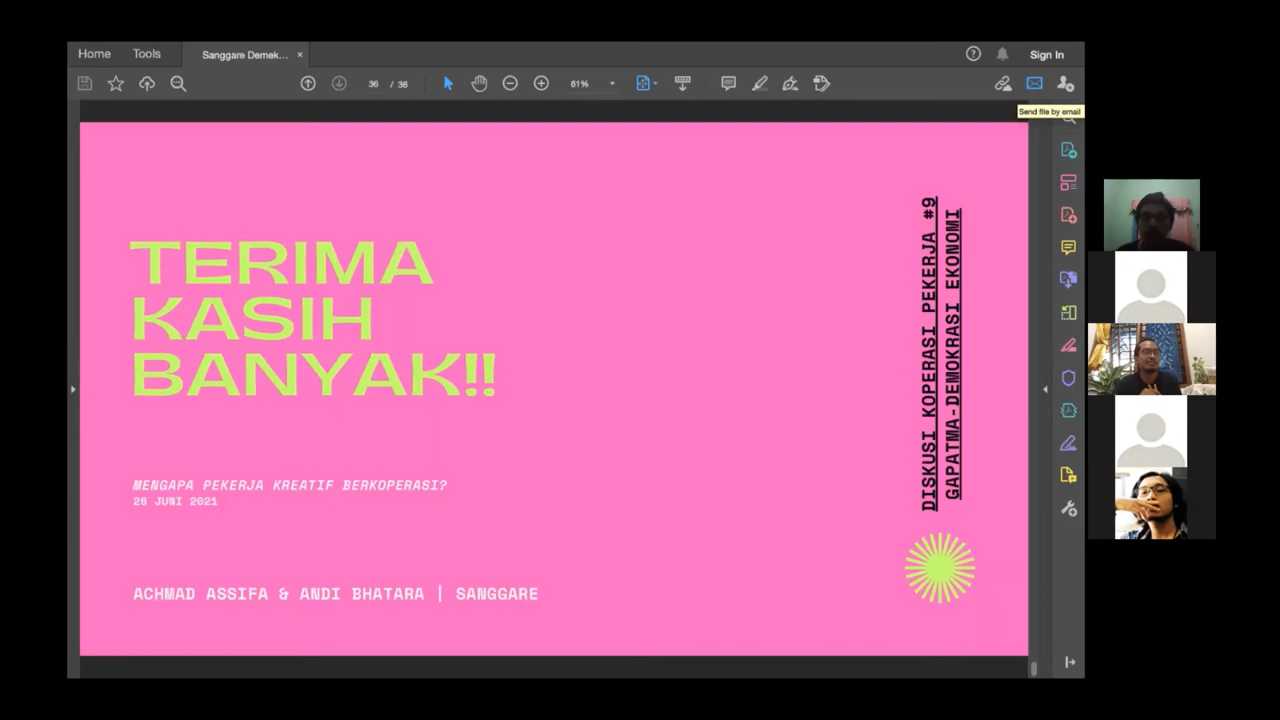 Home Tools Sanggare Demek... × Sign In
36 / 36 61%
Send file by email
TERIMA
KASIH
BANYAK!!
MENGAPA PEKERJA KREATIF BERKOPERASI?
26 JUNI 2021
ACHMAD ASSIFA & ANDI BHATARA | SANGGARE
DISKUSI KOPERASI PEKERJA #9
GAPATMA-DEMOKRASI EKONOMI